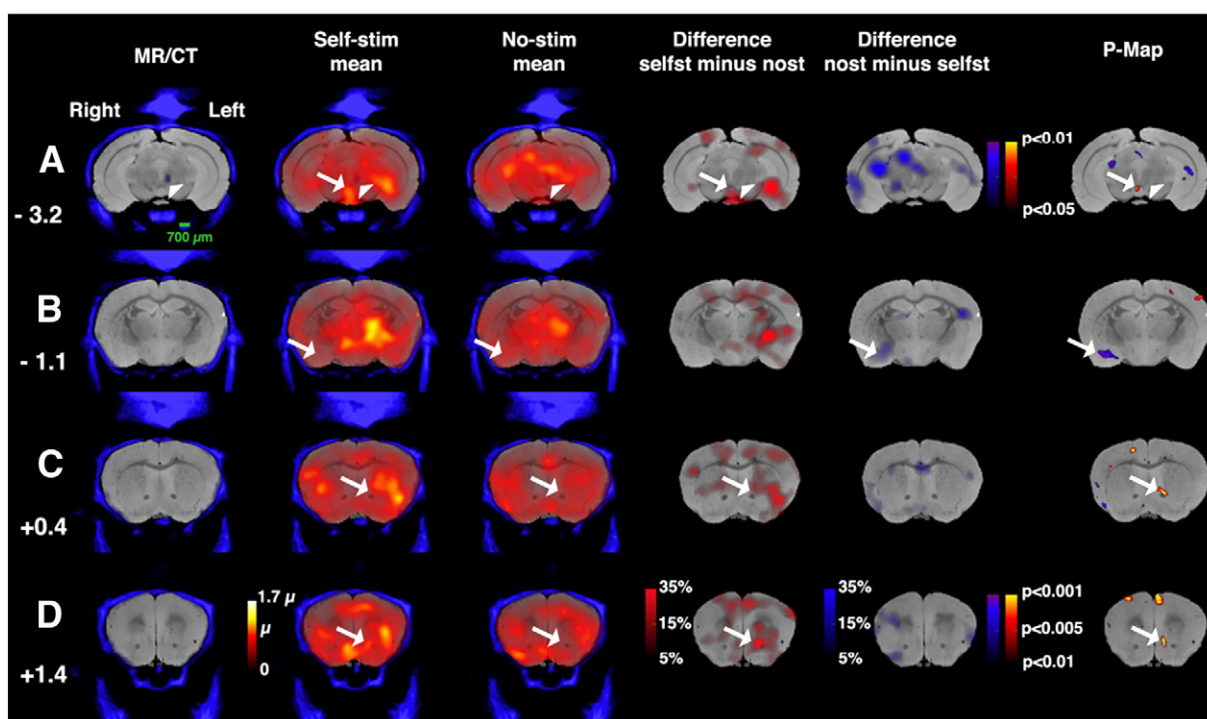 MR/CT
Self-stim
mean
No-stim
mean
Difference
selfst minus nost
Difference
nost minus selfst
P-Map
Right
Left
A
- 3.2
700 µm
p<0.01
p<0.05
B
- 1.1
C
+0.4
D
+1.4
1.7 µ
µ
0
35%
15%
5%
35%
15%
5%
p<0.001
p<0.005
p<0.01